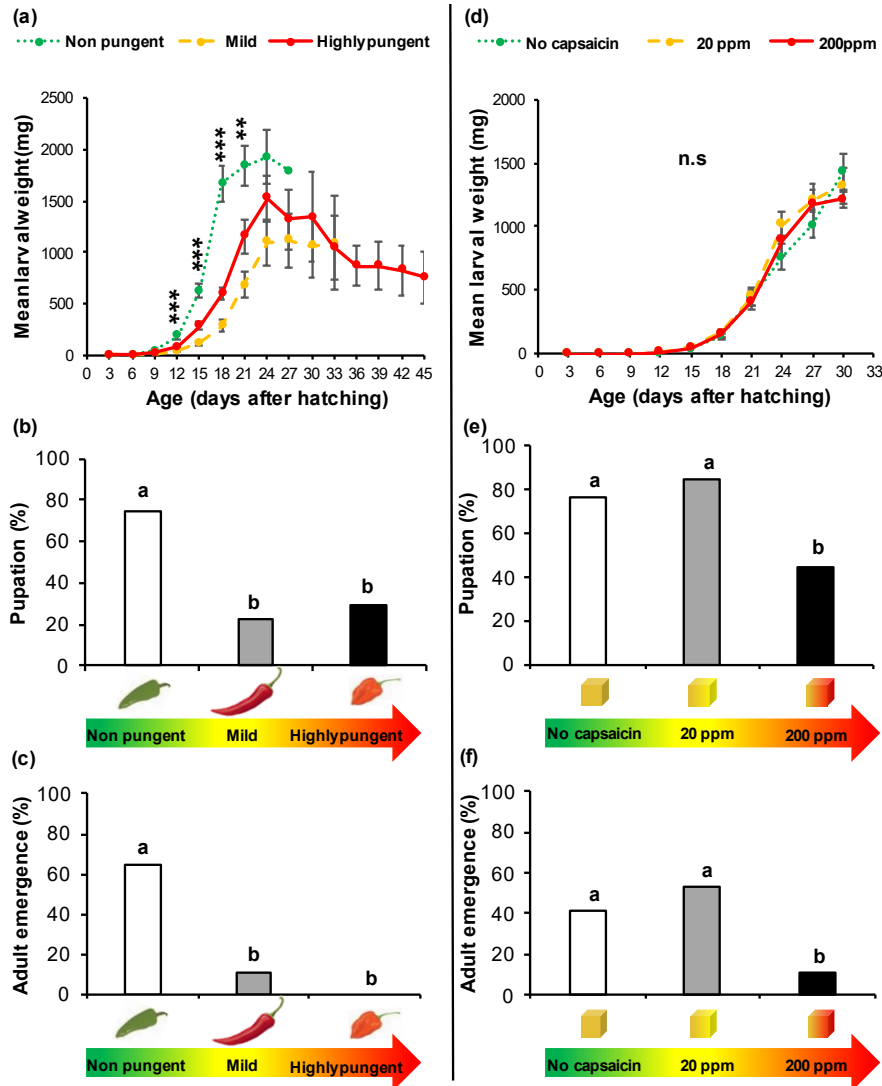 (a)
Non pungent Mild Highlypungent
Mean larvalweight(mg)
2500
2000
1500
1000
500
0
***
***
***
**
0 3 6 9 12 15 18 21 24 27 30 33 36 39 42 45
Age (days after hatching)
(b)
Pupation (%)
100
80
60
40
20
0
a
b
b
Non pungent Mild Highlypungent
(c)
Adult emergence (%)
100
80
60
40
20
0
a
b
b
Non pungent Mild Highlypungent
(d)
No capsaicin 20 ppm 200ppm
Mean larval weight (mg)
2000
1500
1000
500
0
n.s
0 3 6 9 12 15 18 21 24 27 30 33
Age (days after hatching)
(e)
Pupation (%)
100
80
60
40
20
0
a
a
b
No capsaicin 20 ppm 200 ppm
(f)
Adult emergence (%)
100
80
60
40
20
0
a
a
b
No capsaicin 20 ppm 200 ppm